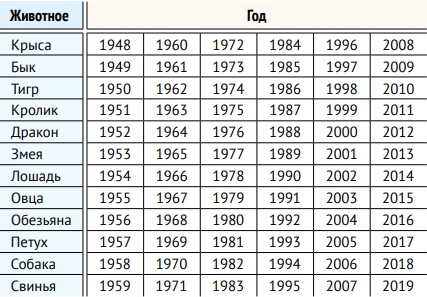 Животное Год
Крыса 1948 1960 1972 1984 1996 2008
Бык 1949 1961 1973 1985 1997 2009
Тигр 1950 1962 1974 1986 1998 2010
Кролик 1951 1963 1975 1987 1999 2011
Дракон 1952 1964 1976 1988 2000 2012
Змея 1953 1965 1977 1989 2001 2013
Лошадь 1954 1966 1978 1990 2002 2014
Овца 1955 1967 1979 1991 2003 2015
Обезьяна 1956 1968 1980 1992 2004 2016
Петух 1957 1969 1981 1993 2005 2017
Собака 1958 1970 1982 1994 2006 2018
Свинья 1959 1971 1983 1995 2007 2019